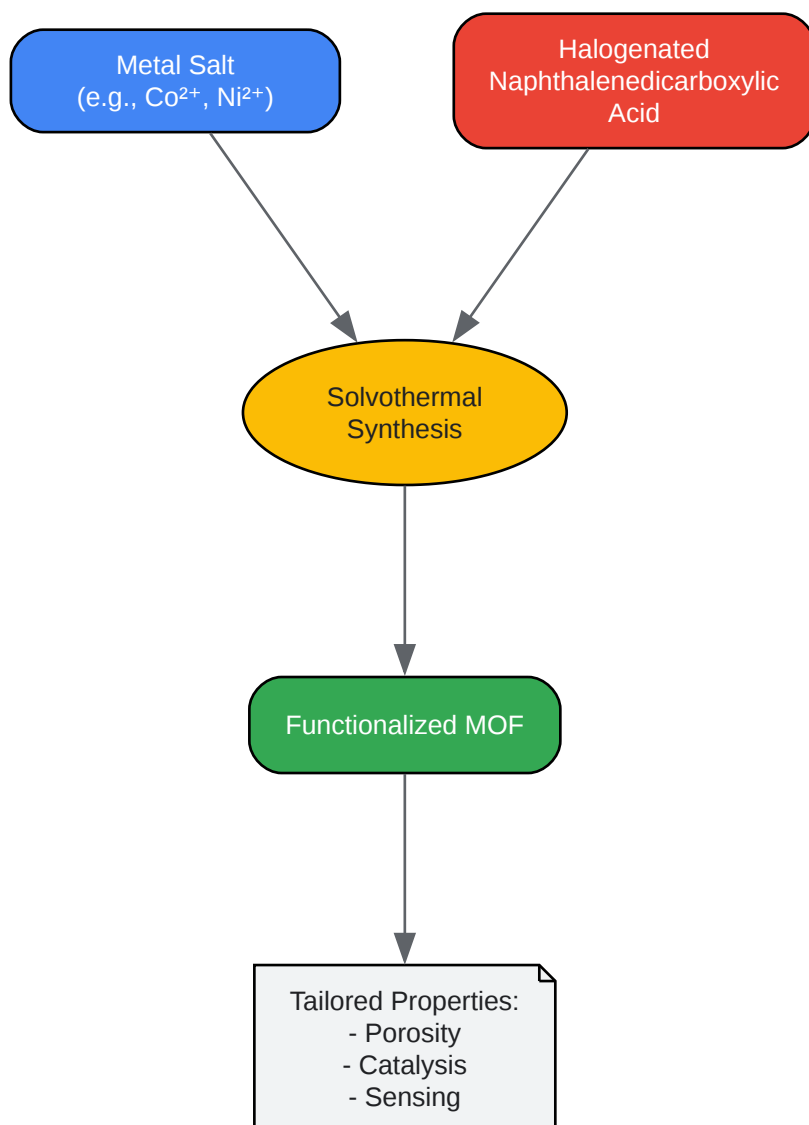 Metal Salt
(e.g., Co²⁺, Ni²⁺)
Halogenated
Naphthalenedicarboxylic
Acid
Solvothermal
Synthesis
Functionalized MOF
Tailored Properties:
- Porosity
- Catalysis
- Sensing